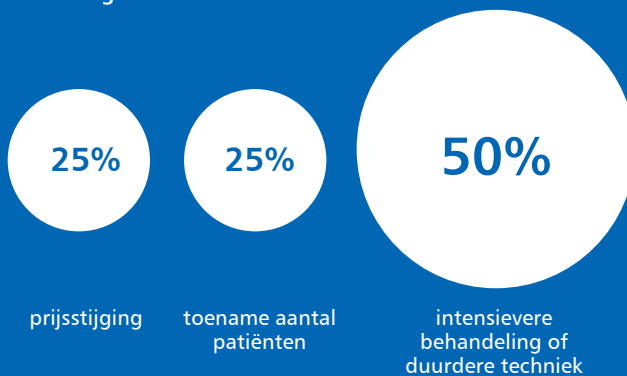 25%
25%
50%
prijsstijging
toename aantal
patiënten
intensievere
behandeling of
duurdere techniek